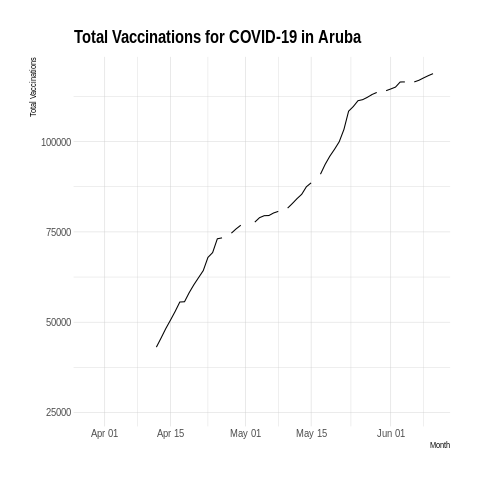 Total Vaccinations for COVID-19 in Aruba
Total Vaccinations
100000
75000
50000
25000
Apr 01 Apr 15 May 01 May 15 Jun 01
Month